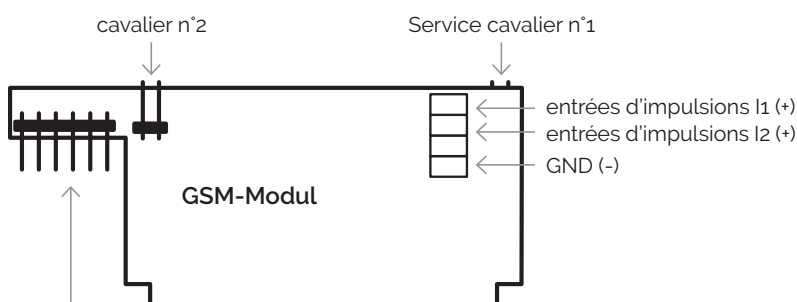 cavalier n°2
Service cavalier n°1
entrées d'impulsions I1 (+)
entrées d'impulsions I2 (+)
GND (-)
GSM-Modul